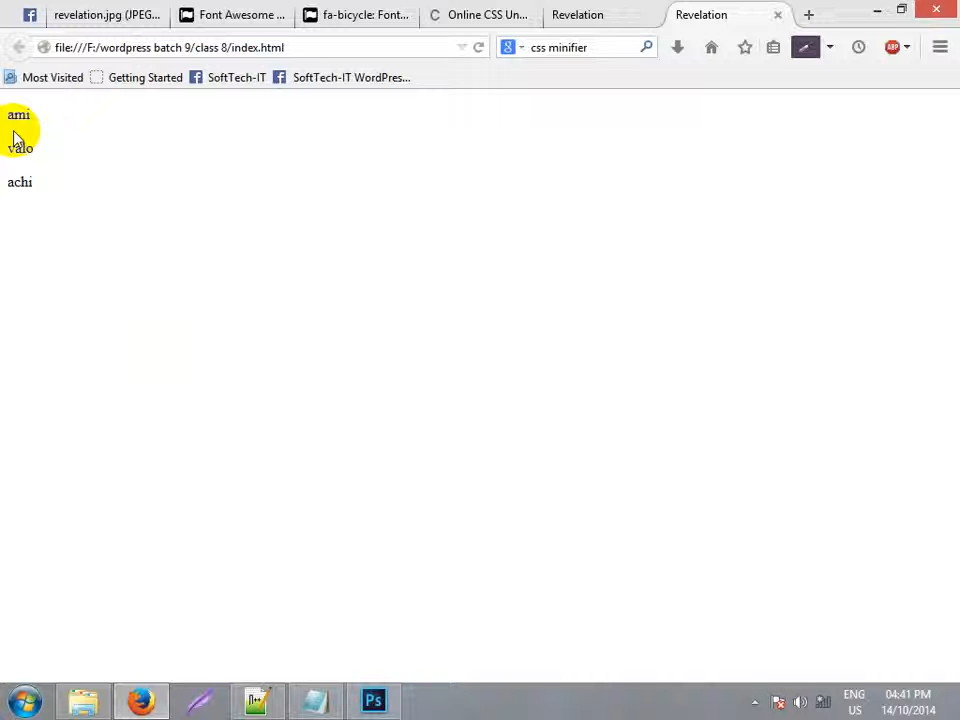 revelation.jpg (JPEG... Font Awesome ... fa-bicycle: Font... Online CSS Un... Revelation Revelation
file:///F:/wordpress batch 9/class 8/index.html css minifier ABP
Most Visited Getting Started SoftTech-IT SoftTech-IT WordPres...
ami
valo
achi
Ps ENG 04:41 PM
US 14/10/2014